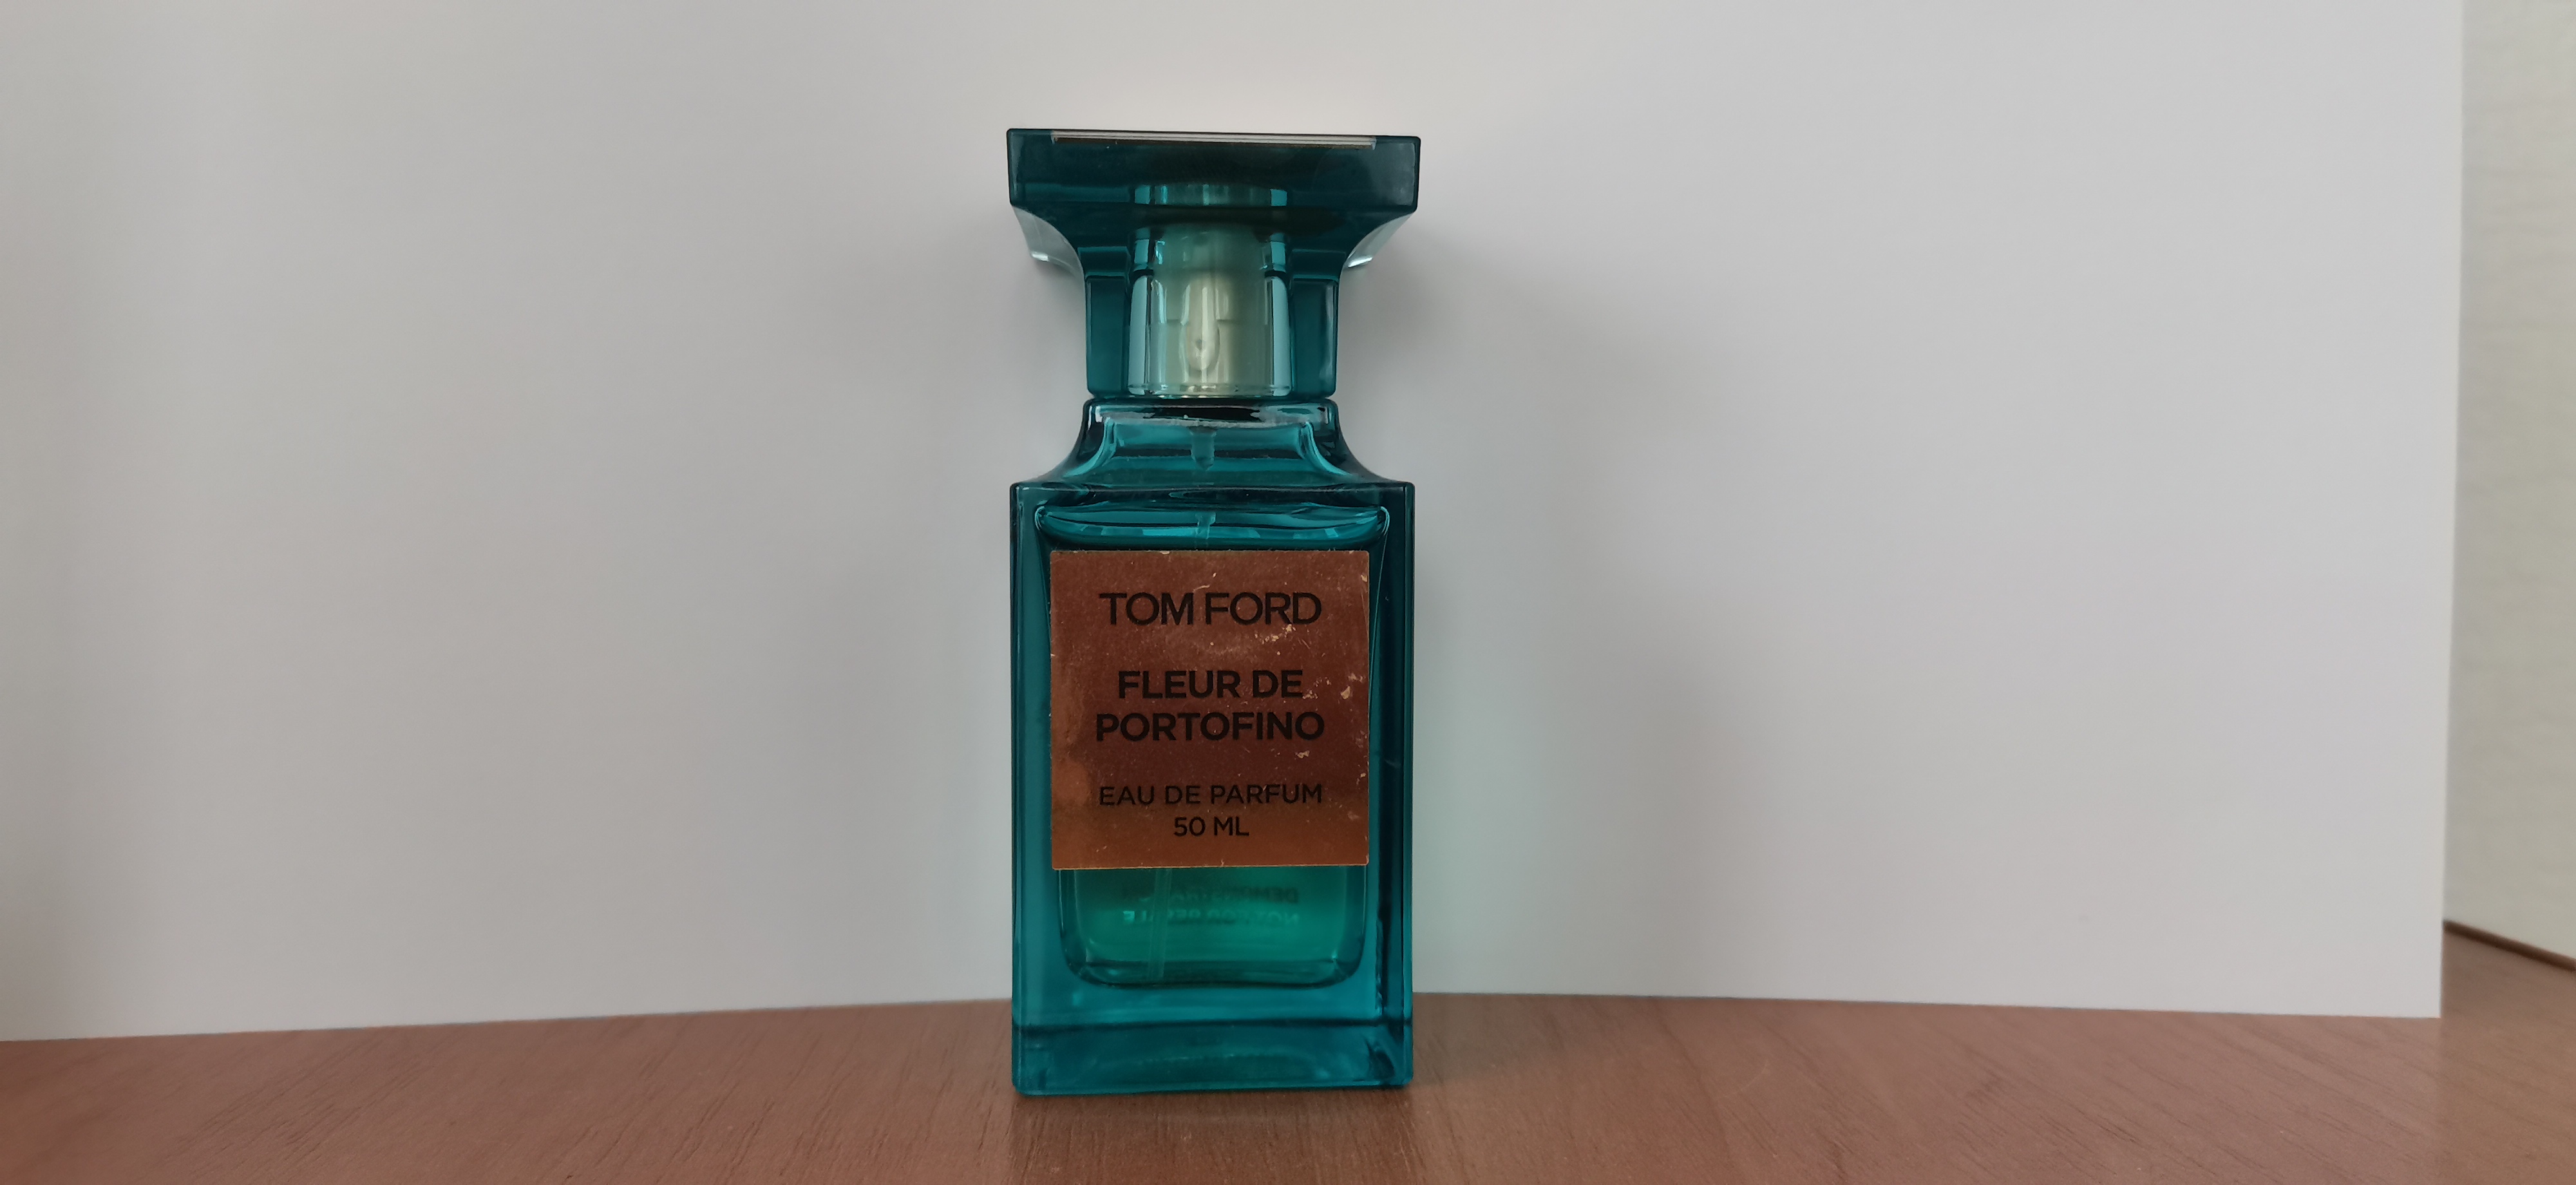 TOM FORD
FLEUR DE
PORTOFINO
EAU DE PARFUM
50 ML